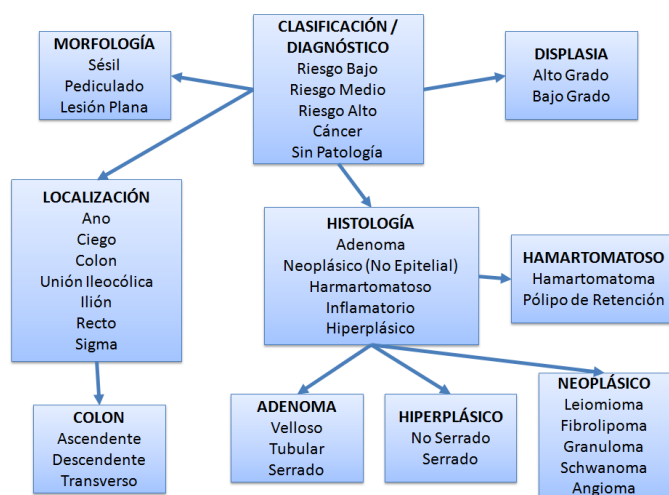 CLASIFICACIÓN /
DIAGNÓSTICO
Riesgo Bajo
Riesgo Medio
Riesgo Alto
Cáncer
Sin Patología
MORFOLOGÍA
Sésil
Pediculado
Lesión Plana
DISPLASIA
Alto Grado
Bajo Grado
LOCALIZACIÓN
Ano
Ciego
Colon
Unión Ileocólica
Ilión
Recto
Sigma
HISTOLOGÍA
Adenoma
Neoplásico (No Epitelial)
Harmartomatoso
Inflamatorio
Hiperplásico
HAMARTOMATOSO
Hamartomatoma
Pólipo de Retención
COLON
Ascendente
Descendente
Transverso
ADENOMA
Velloso
Tubular
Serrado
HIPERPLÁSICO
No Serrado
Serrado
NEOPLÁSICO
Leiomioma
Fibrolipoma
Granuloma
Schwanoma
Angioma